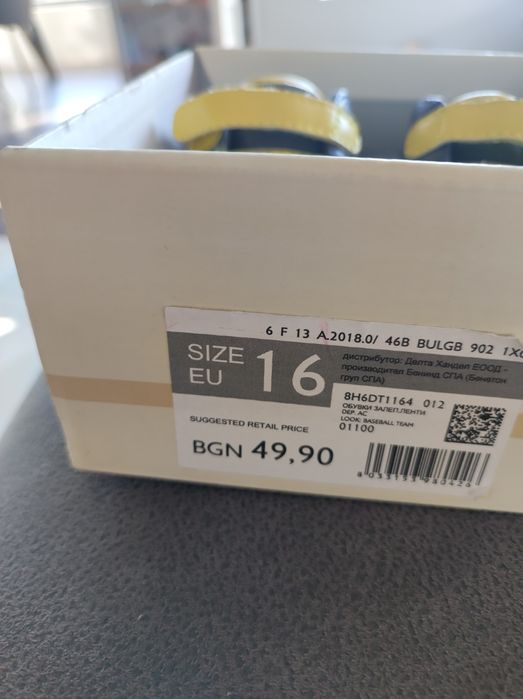 6 F 13 A.2018.0/ 46B BULGB 902 1X
SIZE EU 16
дистрибутор: Делта Хандел ЕООД -
производител Бенинд СПА (Бенетон
груп СПА)
8H6DT1164 012
ОБУВКИ ЗАЛЕП.ЛЕНТИ
DEP. AC
LOOK: BASEBALL TEAM
01100
SUGGESTED RETAIL PRICE
BGN 49,90